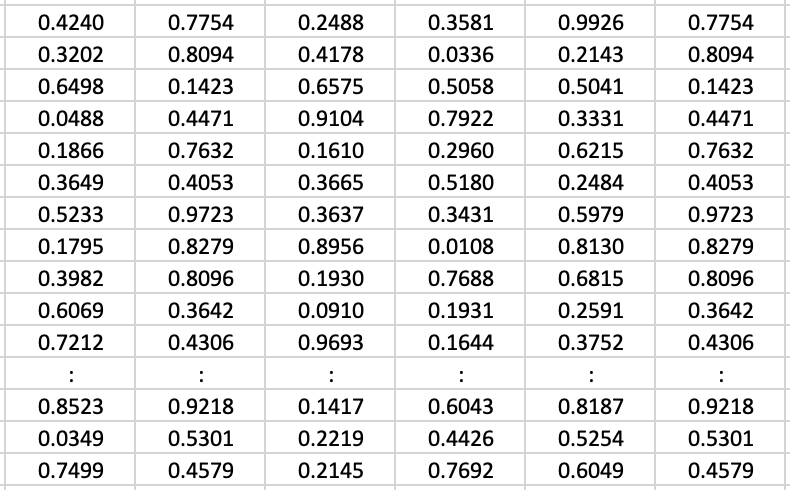 0.4240 0.7754 0.2488 0.3581 0.9926 0.7754
0.3202 0.8094 0.4178 0.0336 0.2143 0.8094
0.6498 0.1423 0.6575 0.5058 0.5041 0.1423
0.0488 0.4471 0.9104 0.7922 0.3331 0.4471
0.1866 0.7632 0.1610 0.2960 0.6215 0.7632
0.3649 0.4053 0.3665 0.5180 0.2484 0.4053
0.5233 0.9723 0.3637 0.3431 0.5979 0.9723
0.1795 0.8279 0.8956 0.0108 0.8130 0.8279
0.3982 0.8096 0.1930 0.7688 0.6815 0.8096
0.6069 0.3642 0.0910 0.1931 0.2591 0.3642
0.7212 0.4306 0.9693 0.1644 0.3752 0.4306
: : : : : :
0.8523 0.9218 0.1417 0.6043 0.8187 0.9218
0.0349 0.5301 0.2219 0.4426 0.5254 0.5301
0.7499 0.4579 0.2145 0.7692 0.6049 0.4579